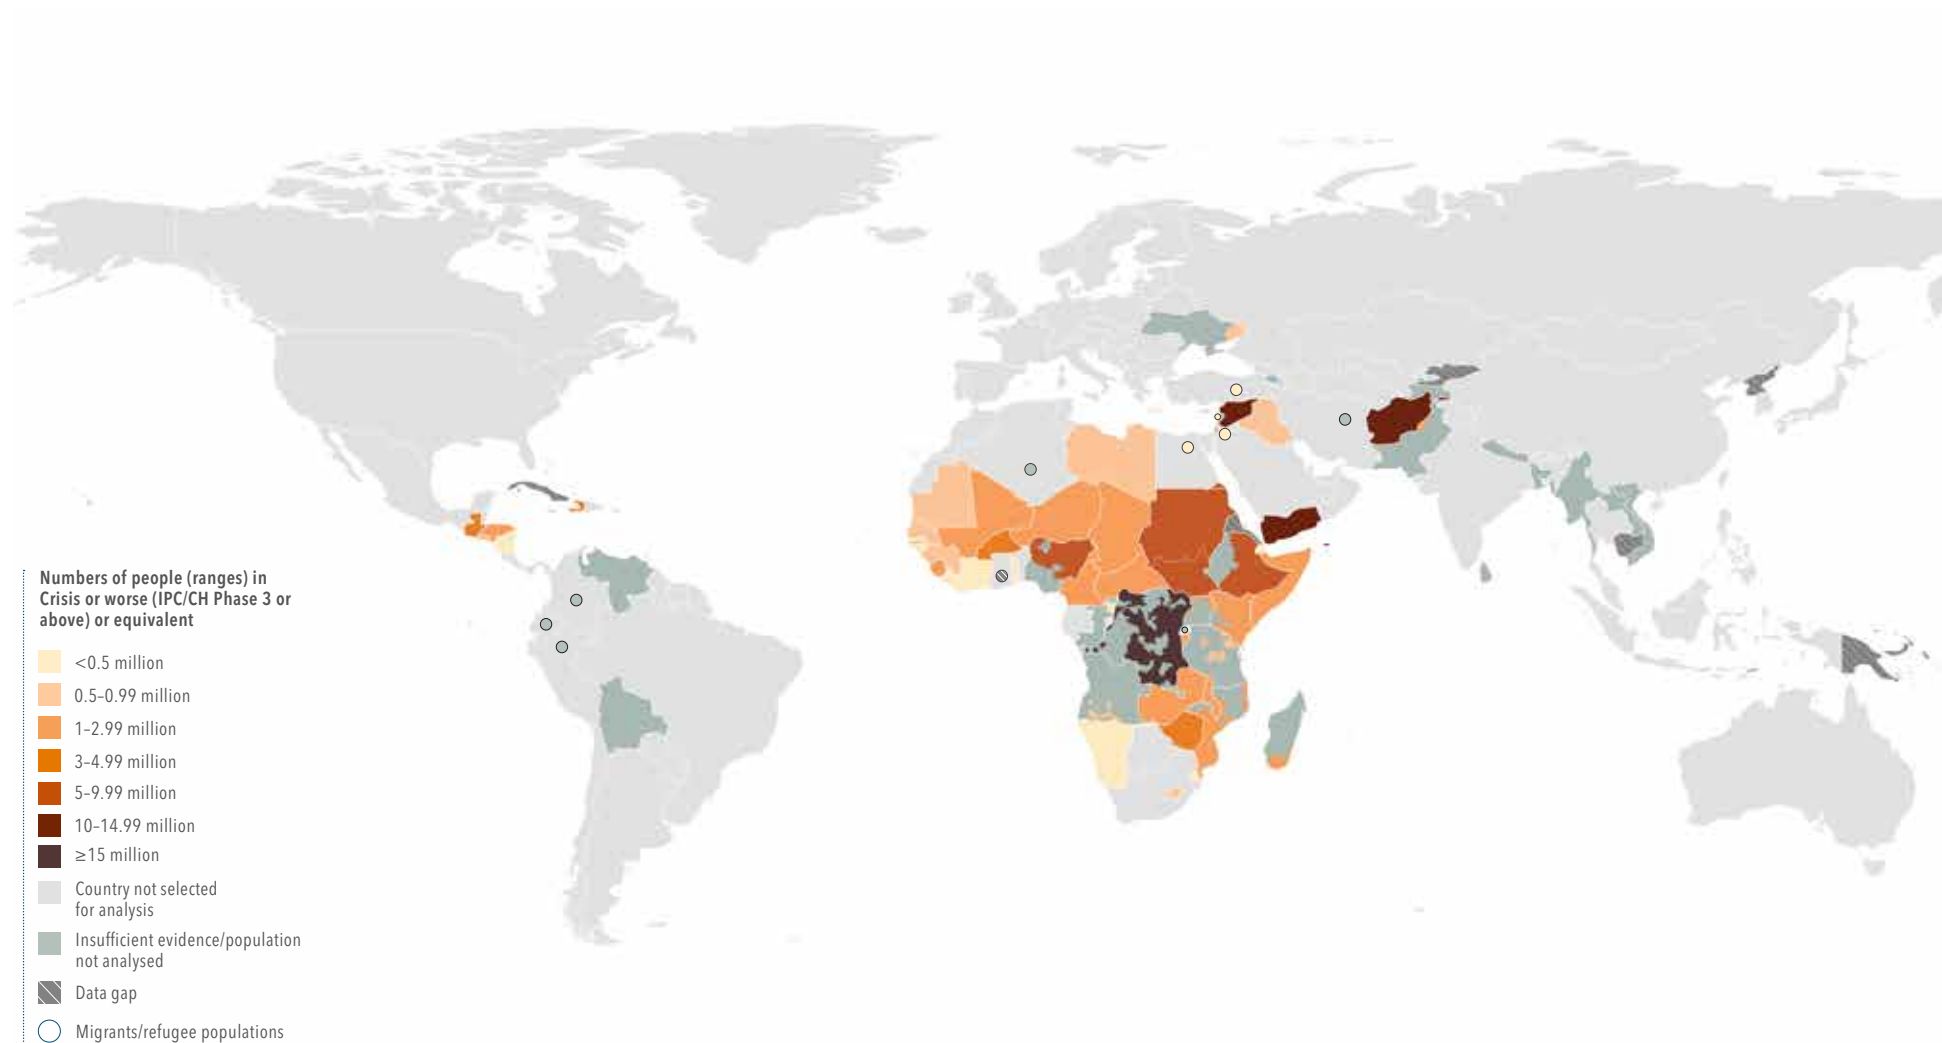 Numbers of people (ranges) in
Crisis or worse (IPC/CH Phase 3 or
above) or equivalent
<0.5 million
0.5–0.99 million
1–2.99 million
3–4.99 million
5–9.99 million
10–14.99 million
≥15 million
Country not selected
for analysis
Insufficient evidence/population
not analysed
Data gap
Migrants/refugee populations